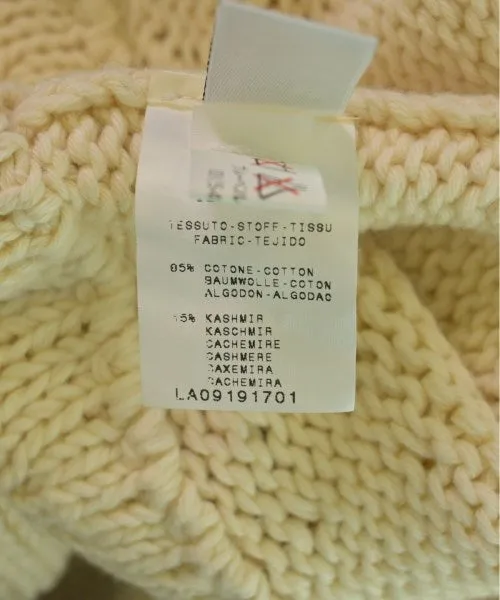 TESSUTO-STOFF-TISSU
FABRIC-TEJIDO
85% COTONE-COTTON
BAUMWOLLE-COTON
ALGODON-ALGODAO
15% KASHMIR
KASCHMIR
CACHEMIRE
CASHMERE
CAXEMIRA
CACHEMIRA
LA09191701